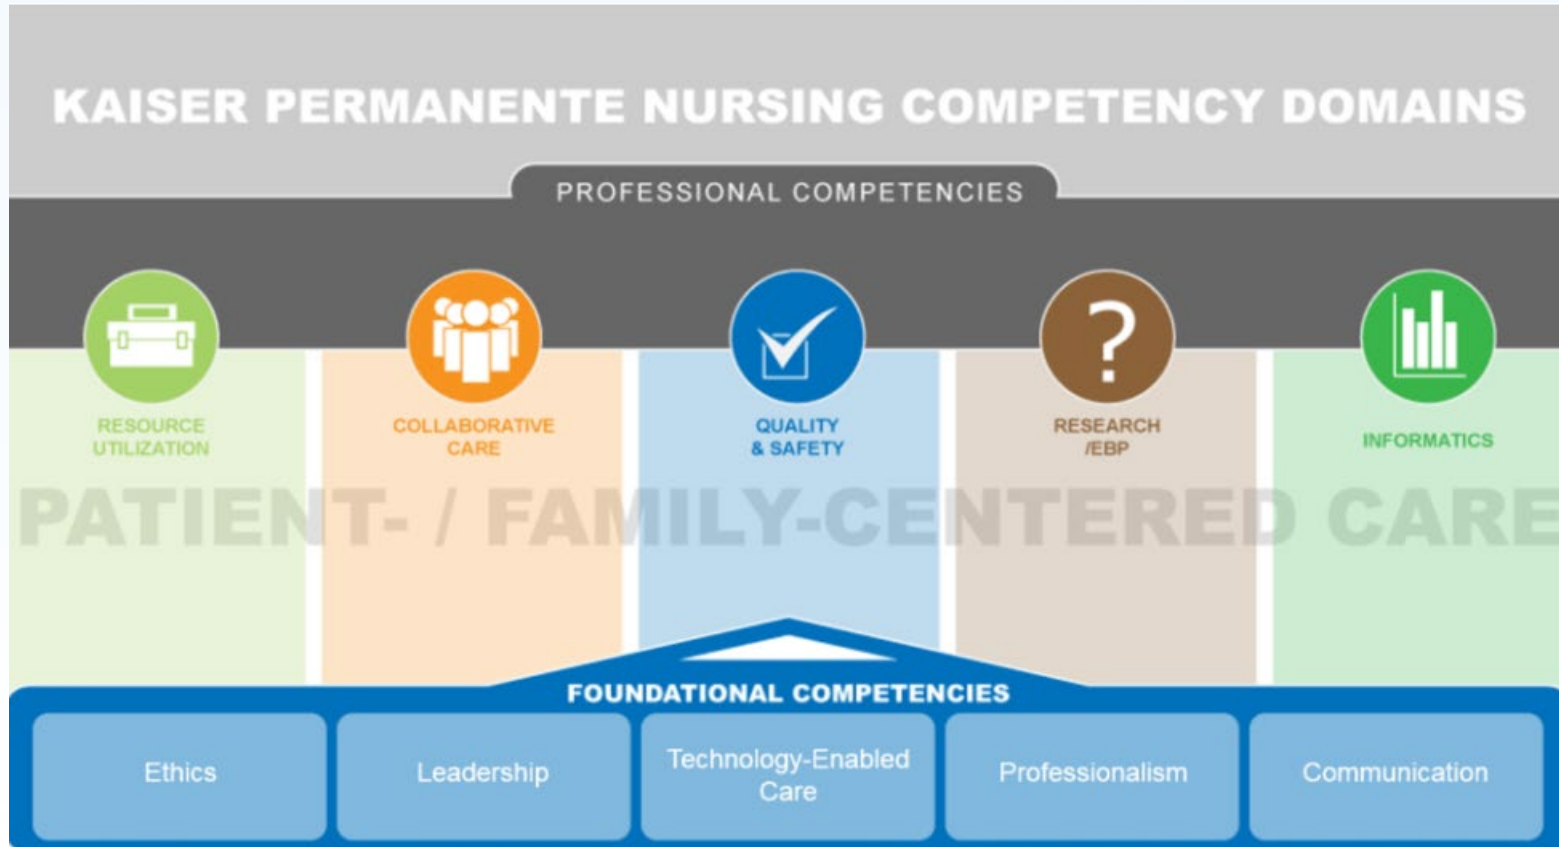 KAISER PERMANENTE NURSING COMPETENCY DOMAINS
PROFESSIONAL COMPETENCIES
RESOURCE
UTILIZATION
COLLABORATIVE
CARE
QUALITY
& SAFETY
RESEARCH
/EBP
INFORMATICS
PATIENT- / FAMILY-CENTERED CARE
FOUNDATIONAL COMPETENCIES
Ethics
Leadership
Technology-Enabled
Care
Professionalism
Communication